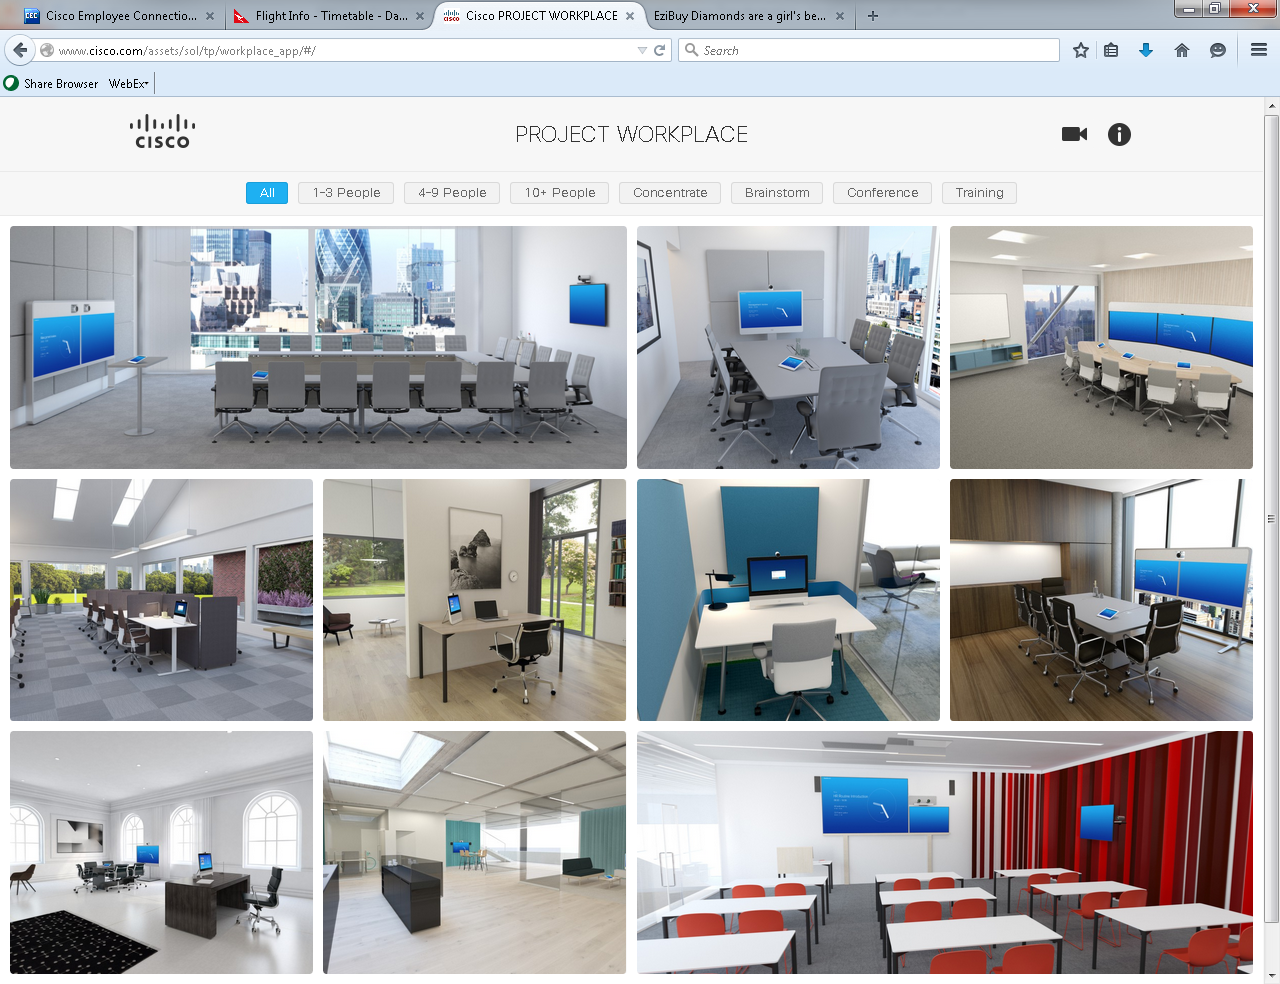 CEC Cisco Employee Connectio...
Flight Info - Timetable - Da...
Cisco PROJECT WORKPLACE
EziBuy Diamonds are a girl's be...
www.cisco.com/assets/sol/tp/workplace_app/#/
Search
Share Browser
WebEx
CISCO
PROJECT WORKPLACE
All
1-3 People
4-9 People
10+ People
Concentrate
Brainstorm
Conference
Training